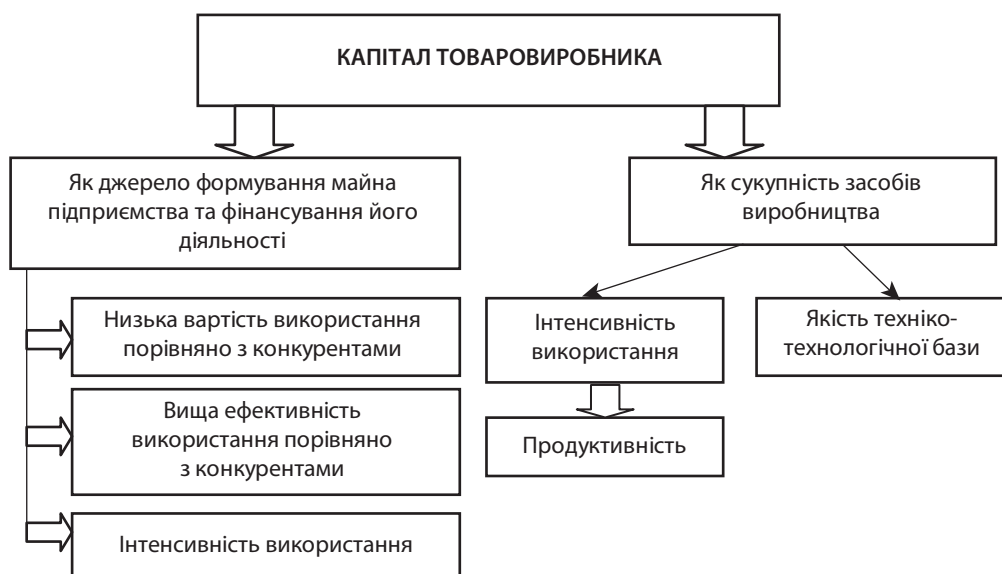 КАПІТАЛ ТОВАРОВИРОБНИКА
Як джерело формування майна
підприємства та фінансування його
діяльності
Як сукупність засобів
виробництва
Низька вартість використання
порівняно з конкурентами
Вища ефективність
використання порівняно
з конкурентами
Інтенсивність використання
Інтенсивність
використання
Якість техніко-
технологічної бази
Продуктивність